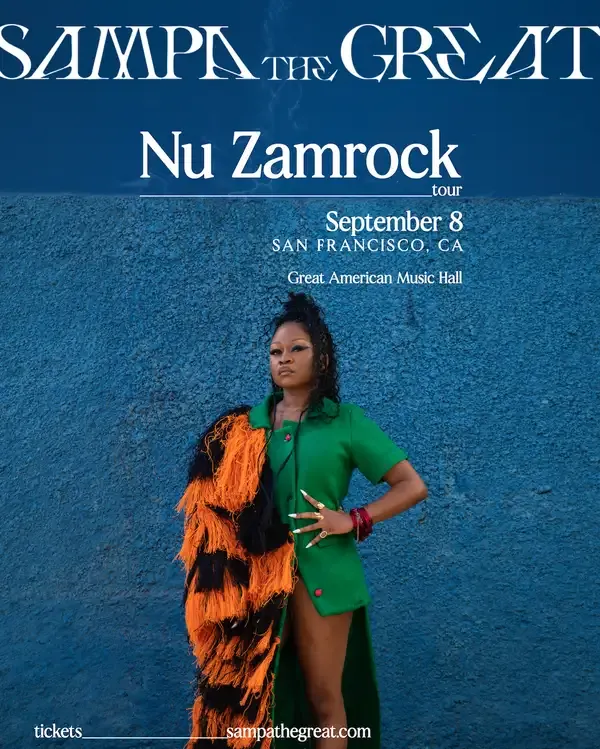 SAMPA THE GREAT
Nu Zamrock
tour
September 8
SAN FRANCISCO, CA
Great American Music Hall
tickets sampathegreat.com